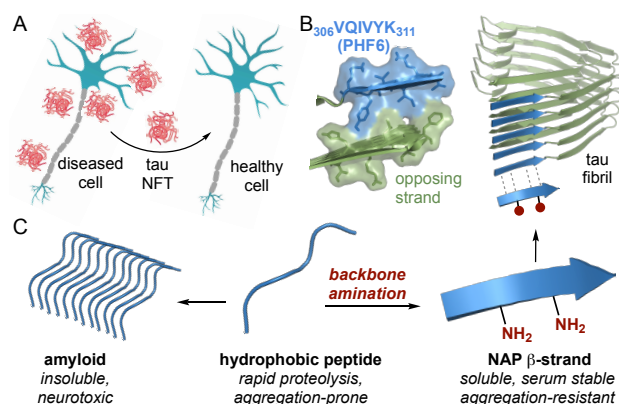 A
diseased
cell
tau
NFT
healthy
cell
B
306VQIVYK311
(PHF6)
opposing
strand
tau
fibril
C
amyloid
insoluble,
neurotoxic
hydrophobic peptide
rapid proteolysis,
aggregation-prone
backbone
amination
NH2
NH2
NAP β-strand
soluble, serum stable
aggregation-resistant